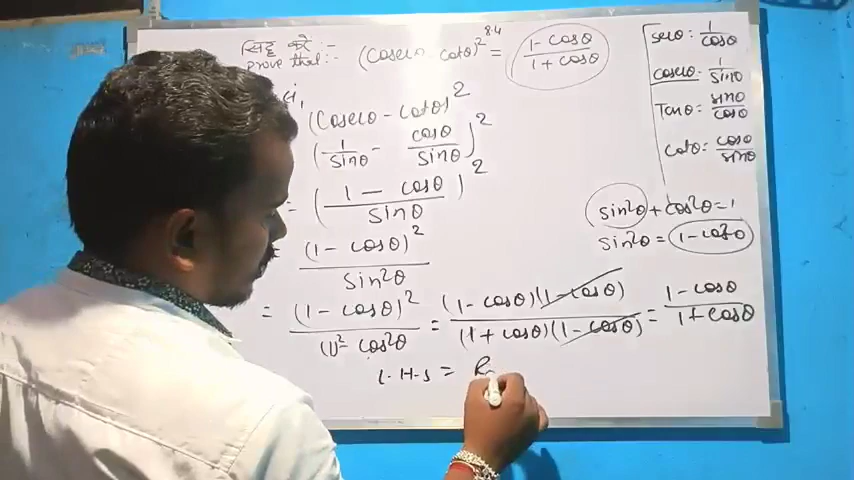 सिद्ध करें :-
prove that :- (Cosecθ - cotθ)² 8.4 = (1 - cosθ)/(1 + cosθ)
(Cosecθ - cotθ)²
(1/sinθ - cosθ/sinθ)²
= ((1 - cosθ)/sinθ)²
(1 - cosθ)²/sin²θ
= (1 - cosθ)²/((1)² - cos²θ) = (1 - cosθ)(1 - cosθ)/((1 + cosθ)(1 - cosθ)) = (1 - cosθ)/(1 + cosθ)
L.H.S = R
secθ : 1/cosθ
cosecθ : 1/sinθ
Tanθ : sinθ/cosθ
cotθ : cosθ/sinθ
sin²θ + cos²θ = 1
sin²θ = 1 - cos²θ